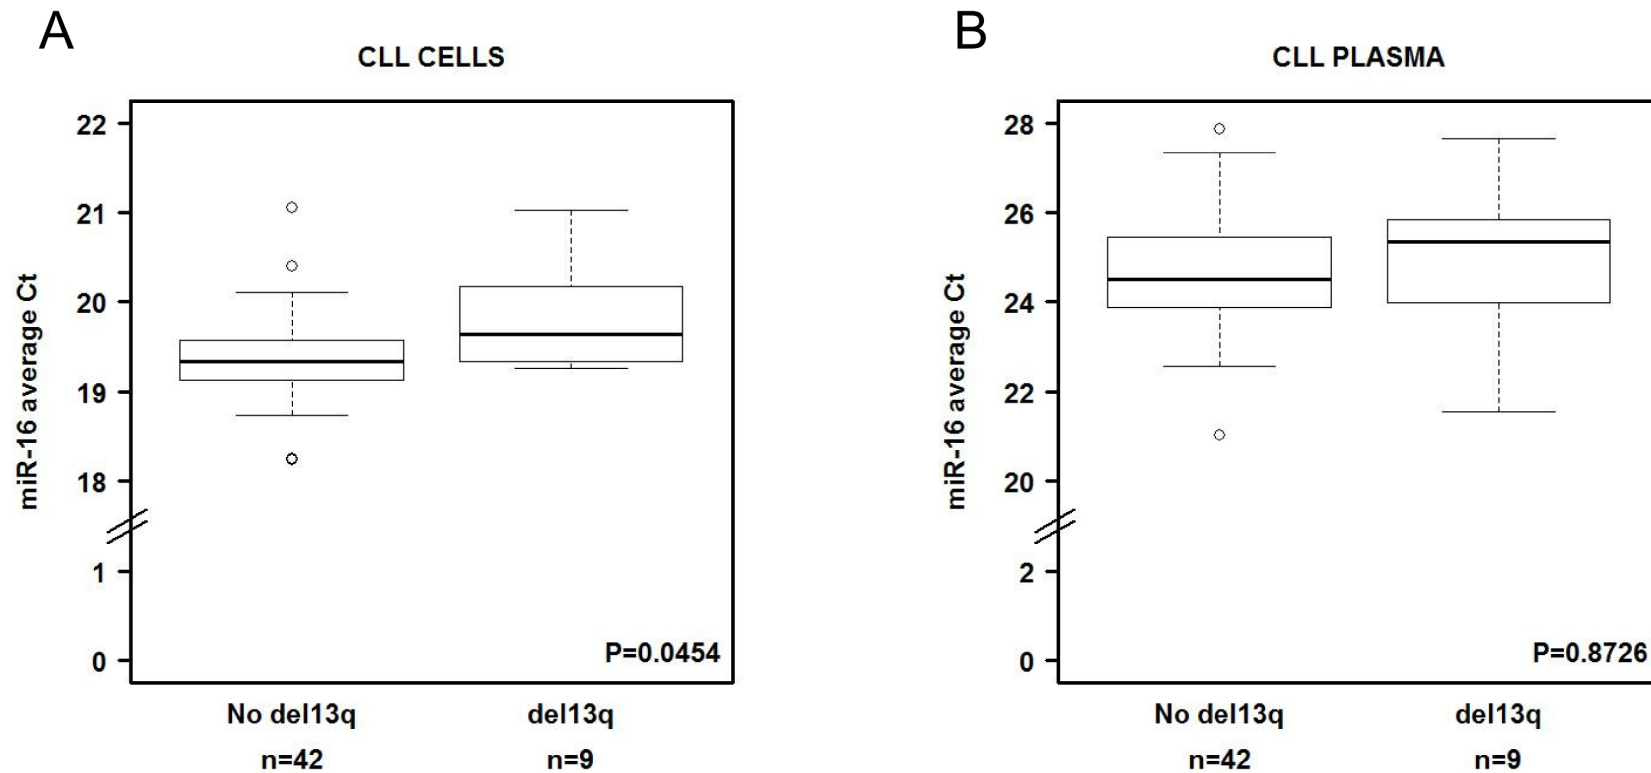 A
CLL CELLS
miR-16 average Ct
22
21
20
19
18
1
0
P=0.0454
No del13q
del13q
n=42
n=9
B
CLL PLASMA
miR-16 average Ct
28
26
24
22
20
2
0
P=0.8726
No del13q
del13q
n=42
n=9